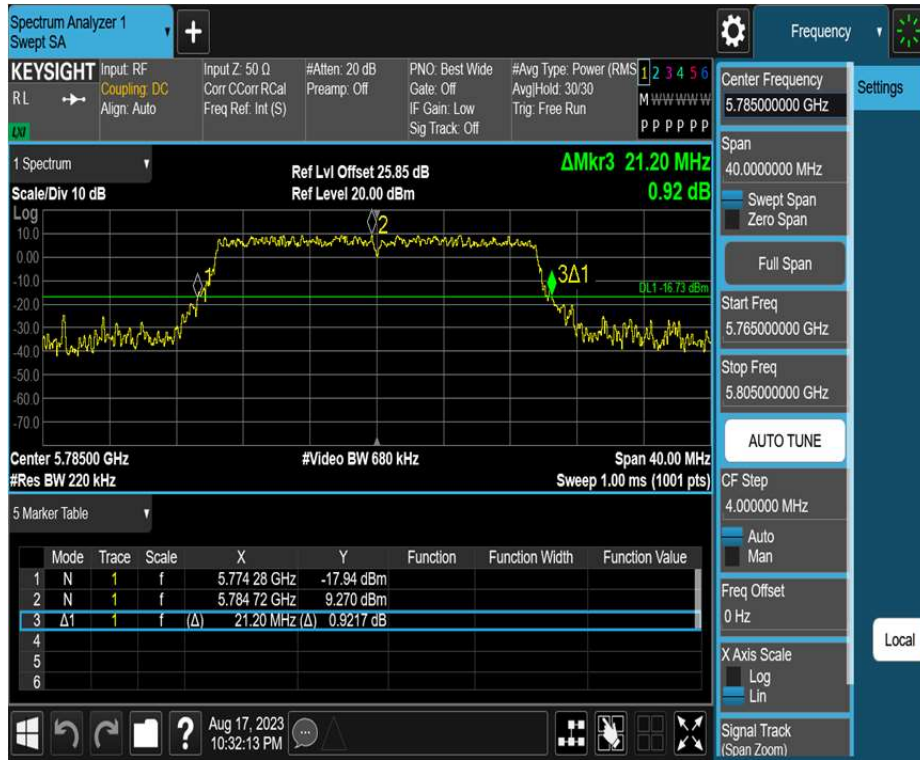 Spectrum Analyzer 1
Swept SA
+
Frequency
KEYSIGHT
RL
LXI
Input: RF
Coupling: DC
Align: Auto
Input Z: 50 Ω
Corr CCorr RCal
Freq Ref: Int (S)
#Atten: 20 dB
Preamp: Off
PNO: Best Wide
Gate: Off
IF Gain: Low
Sig Track: Off
#Avg Type: Power (RMS
Avg|Hold: 30/30
Trig: Free Run
1 2 3 4 5 6
M W W W W W
P P P P P P
Center Frequency
5.785000000 GHz
Settings
Span
40.0000000 MHz
Swept Span
Zero Span
Full Span
Start Freq
5.765000000 GHz
Stop Freq
5.805000000 GHz
AUTO TUNE
CF Step
4.000000 MHz
Auto
Man
Freq Offset
0 Hz
X Axis Scale
Log
Lin
Signal Track
(Span Zoom)
Local
1 Spectrum
Scale/Div 10 dB
Ref Lvl Offset 25.85 dB
Ref Level 20.00 dBm
ΔMkr3 21.20 MHz
0.92 dB
Log
10.0
0.00
-10.0
-20.0
-30.0
-40.0
-50.0
-60.0
-70.0
1
2
3Δ1
DL1 -16.73 dBm
Center 5.78500 GHz
#Video BW 680 kHz
Span 40.00 MHz
#Res BW 220 kHz
Sweep 1.00 ms (1001 pts)
5 Marker Table
Mode Trace Scale X Y Function Function Width Function Value
1 N 1 f 5.774 28 GHz -17.94 dBm
2 N 1 f 5.784 72 GHz 9.270 dBm
3 Δ1 1 f (Δ) 21.20 MHz (Δ) 0.9217 dB
4
5
6
?
Aug 17, 2023
10:32:13 PM